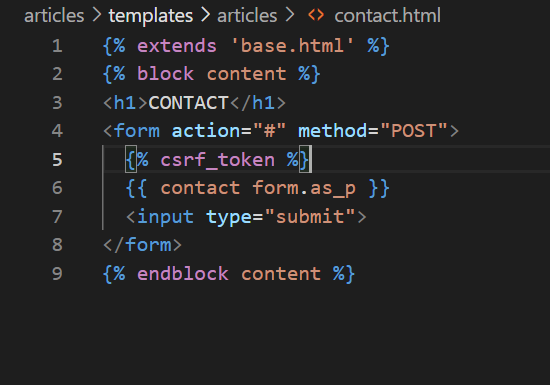 articles > templates > articles > <> contact.html
1 {% extends 'base.html' %}
2 {% block content %}
3 <h1>CONTACT</h1>
4 <form action="#" method="POST">
5 {% csrf_token %}
6 {{ contact form.as_p }}
7 <input type="submit">
8 </form>
9 {% endblock content %}